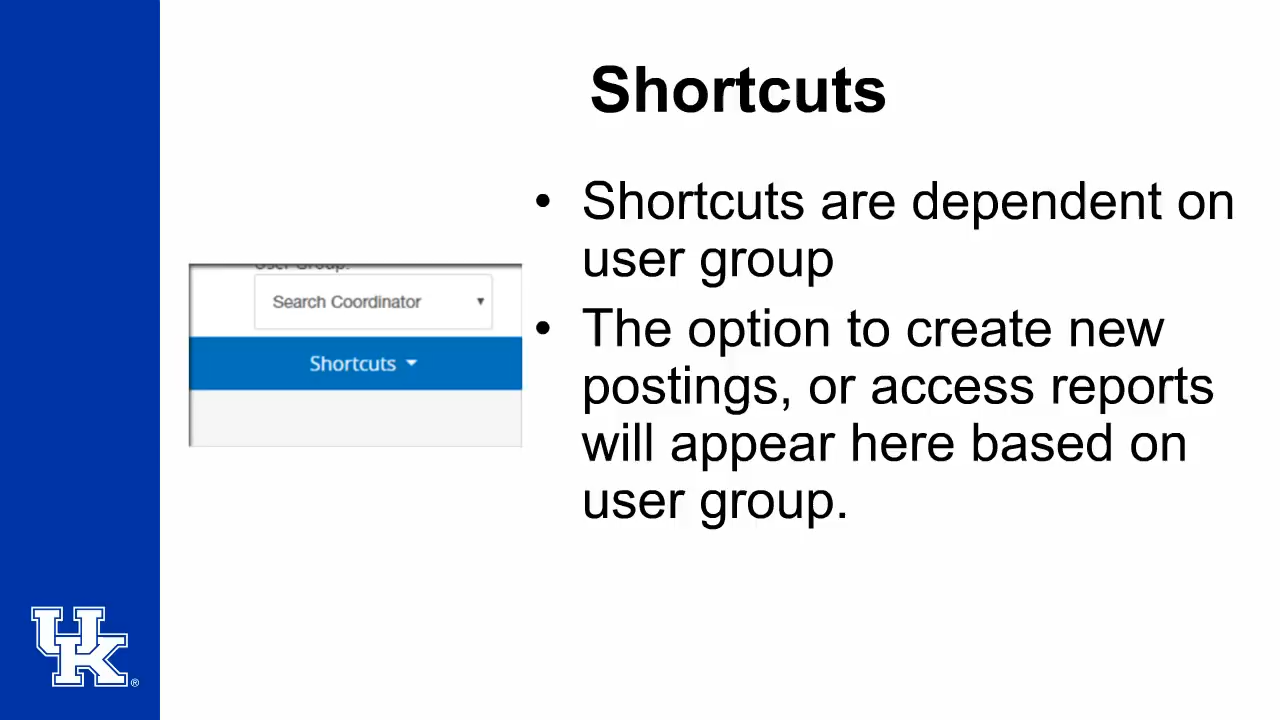 Shortcuts
• Shortcuts are dependent on
user group
• The option to create new
postings, or access reports
will appear here based on
user group.
User Group:
Search Coordinator
Shortcuts
UK
®